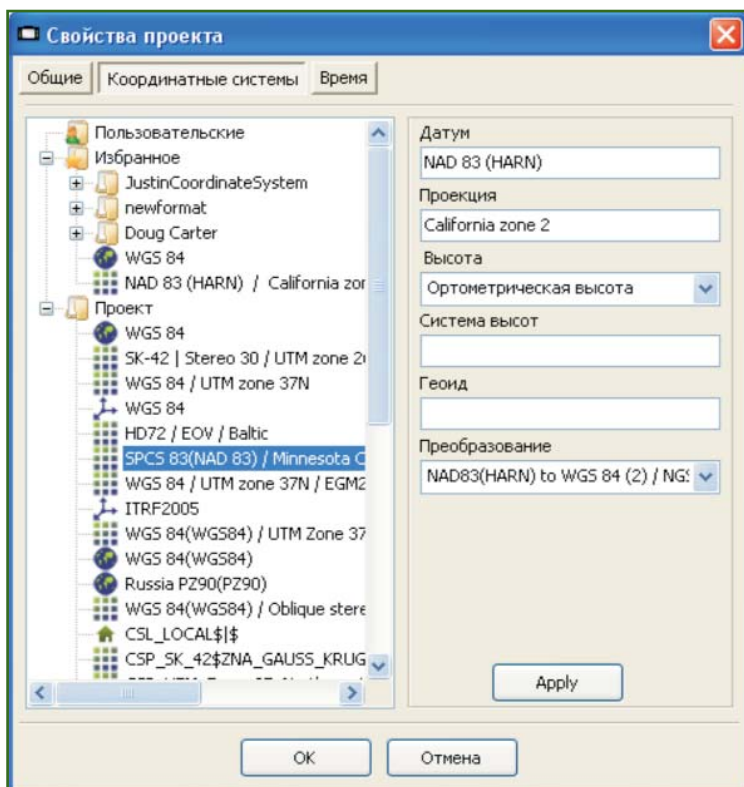 Свойства проекта
Общие Координатные системы Время
Пользовательские
Избранное
JustinCoordinateSystem
newformat
Doug Carter
WGS 84
NAD 83 (HARN) / California zor
Проект
WGS 84
SK-42 | Stereo 30 / UTM zone
WGS 84 / UTM zone 37N
WGS 84
HD72 / EOV / Baltic
SPCS 83(NAD 83) / Minnesota C
WGS 84 / UTM zone 37N / EGM2
ITRF2005
WGS 84(WGS84) / UTM Zone 37
WGS 84(WGS84)
Russia PZ90(PZ90)
WGS 84(WGS84) / Oblique stere
CSL_LOCAL$|$
CSP_SK_42$ZNA_GAUSS_KRUG
Датум
NAD 83 (HARN)
Проекция
California zone 2
Высота
Ортометрическая высота
Система высот
Геоид
Преобразование
NAD83(HARN) to WGS 84 (2) / NGS
Apply
OK Отмена